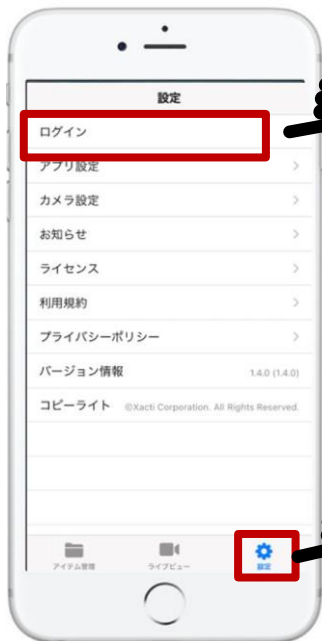 設定
ログイン
アプリ設定
カメラ設定
お知らせ
ライセンス
利用規約
プライバシーポリシー
バージョン情報 1.4.0 (1.4.0)
コピーライト ©Xacti Corporation. All Rights Reserved.
アイテム管理 ライブビュー 設定